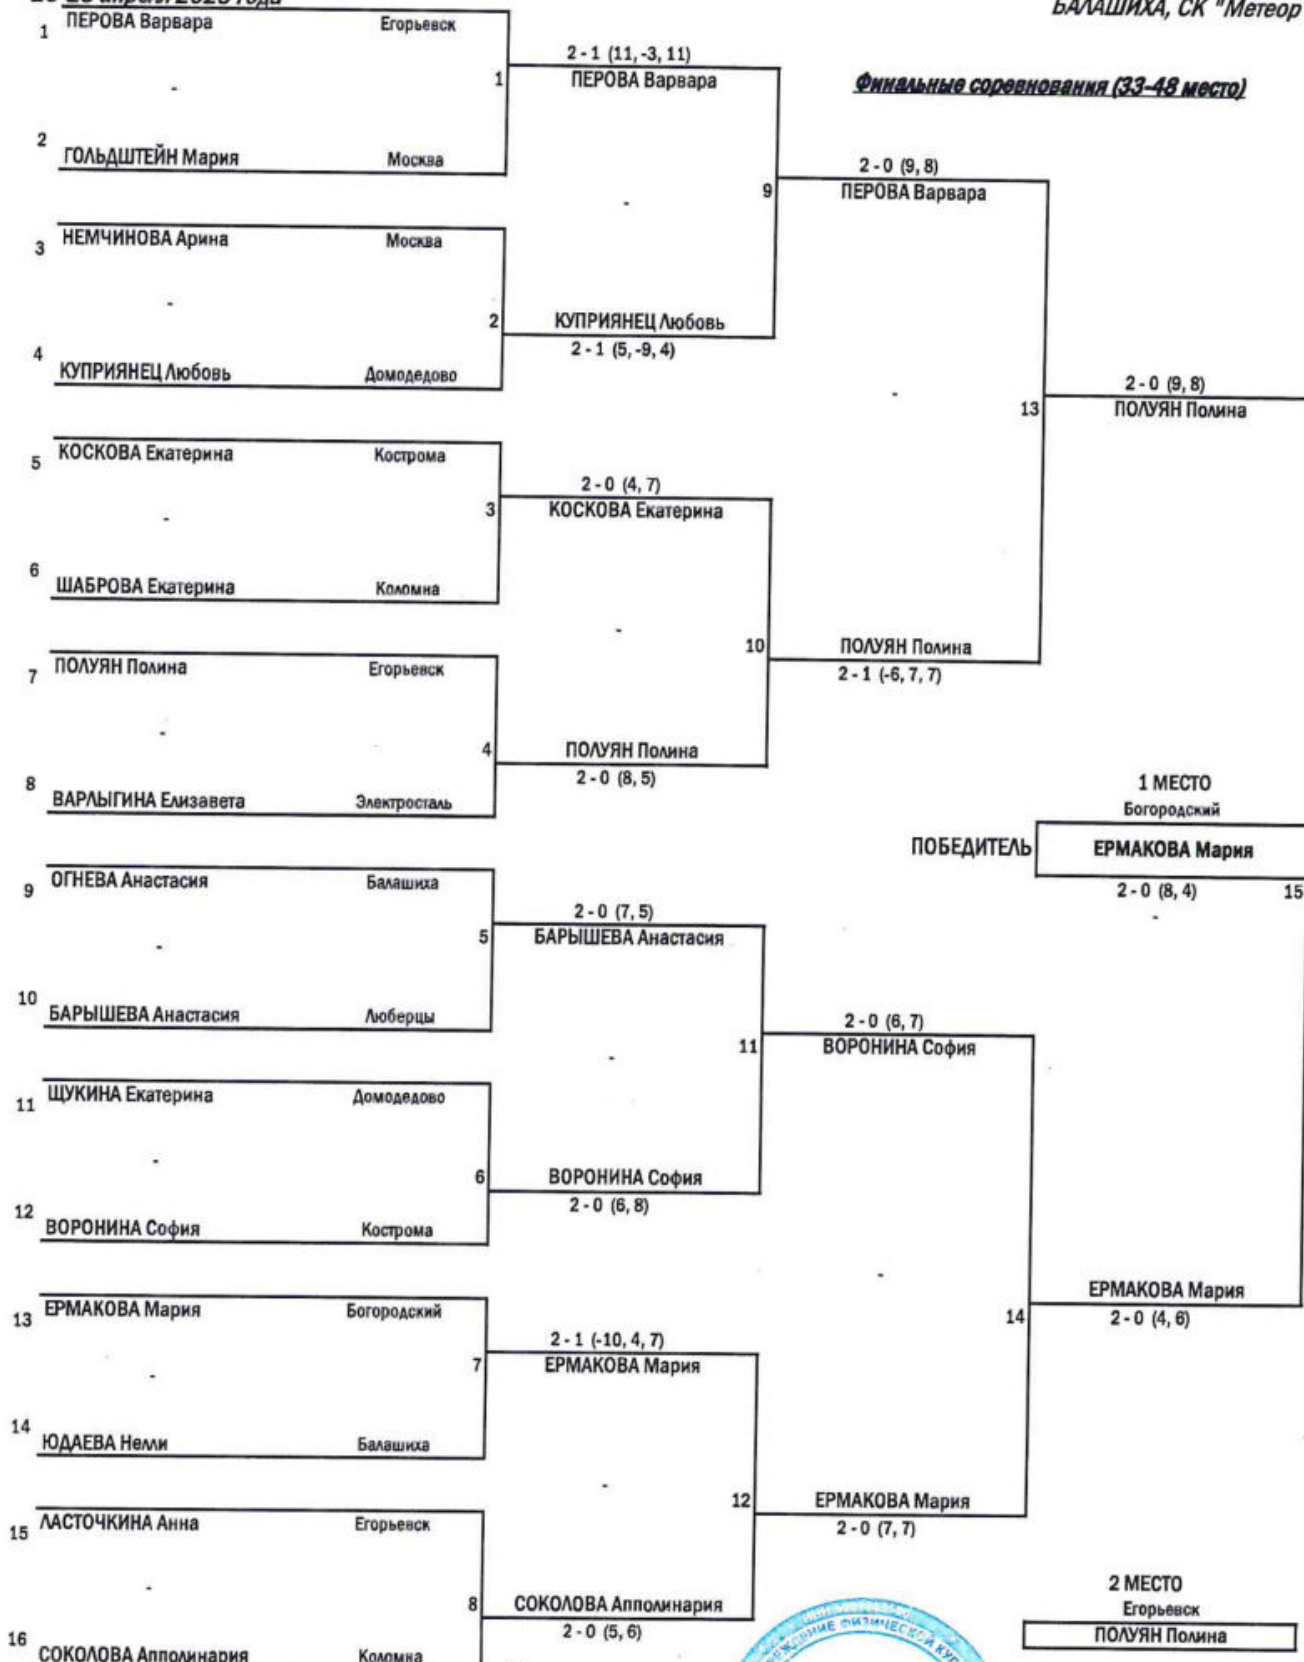 апреля
БАЛАШИХА, СК "Метеор
Финальные соревнования (33-48 место)
1 ПЕРОВА Варвара Егорьевск
1
2 - 1 (11, -3, 11)
ПЕРОВА Варвара
2 ГОЛЬДШТЕЙН Мария Москва
9
2 - 0 (9, 8)
ПЕРОВА Варвара
3 НЕМЧИНОВА Арина Москва
2
КУПРИЯНЕЦ Любовь
2 - 1 (5, -9, 4)
4 КУПРИЯНЕЦ Любовь Домодедово
13
2 - 0 (9, 8)
ПОЛУЯН Полина
5 КОСКОВА Екатерина Кострома
3
2 - 0 (4, 7)
КОСКОВА Екатерина
6 ШАБРОВА Екатерина Коломна
10
ПОЛУЯН Полина
2 - 1 (-6, 7, 7)
7 ПОЛУЯН Полина Егорьевск
4
ПОЛУЯН Полина
2 - 0 (8, 5)
8 ВАРЛЫГИНА Елизавета Электросталь
1 МЕСТО
Богородский
ПОБЕДИТЕЛЬ ЕРМАКОВА Мария
2 - 0 (8, 4) 15
9 ОГНЕВА Анастасия Балашиха
5
2 - 0 (7, 5)
БАРЫШЕВА Анастасия
10 БАРЫШЕВА Анастасия Люберцы
11
2 - 0 (6, 7)
ВОРОНИНА София
11 ЩУКИНА Екатерина Домодедово
6
ВОРОНИНА София
2 - 0 (6, 8)
12 ВОРОНИНА София Кострома
14
ЕРМАКОВА Мария
2 - 0 (4, 6)
13 ЕРМАКОВА Мария Богородский
7
2 - 1 (-10, 4, 7)
ЕРМАКОВА Мария
14 ЮДАЕВА Нелли Балашиха
12
ЕРМАКОВА Мария
2 - 0 (7, 7)
15 ЛАСТОЧКИНА Анна Егорьевск
8
СОКОЛОВА Апполинария
2 - 0 (5, 6)
16 СОКОЛОВА Апполинария Коломна
2 МЕСТО
Егорьевск
ПОЛУЯН Полина
ФИЗИЧЕСКОЙ